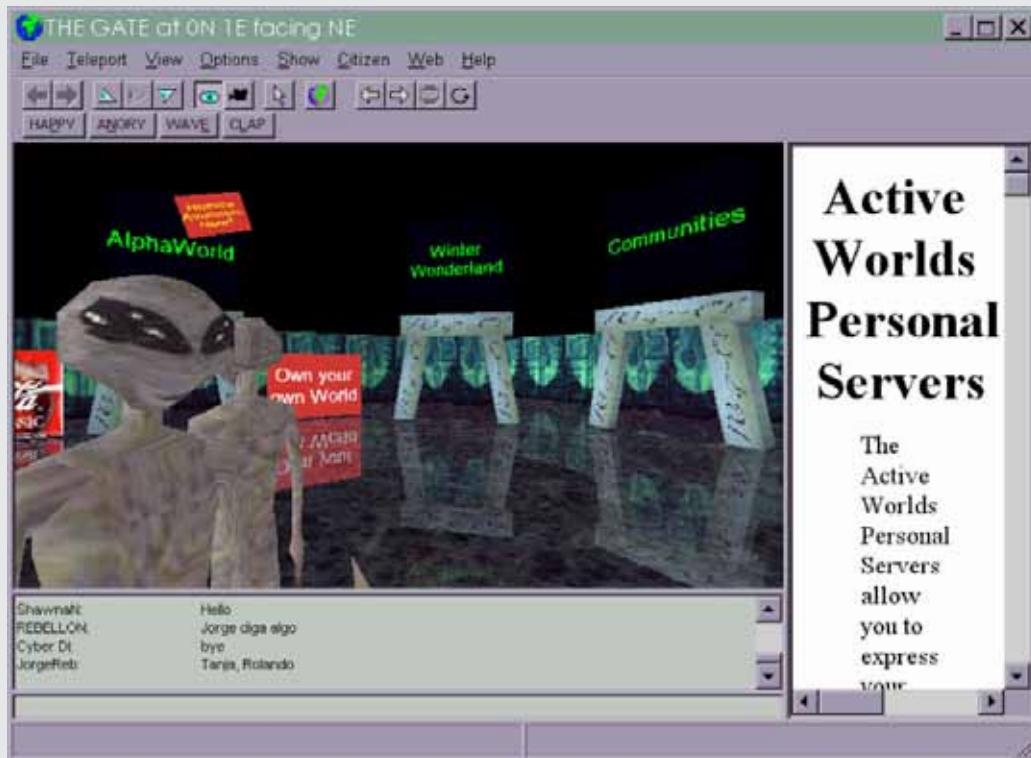 THE GATE at 0N 1E facing NE
File Teleport View Options Show Citizen Web Help
HAPPY ANGRY WAVE CLAP
AlphaWorld
Winter
Wonderland
Communities
Own your
own World
Active
Worlds
Personal
Servers
The
Active
Worlds
Personal
Servers
allow
you to
express
your
ShawnaN: Hello
REBELLON: Jorge diga algo
Cyber DI: bye
JorgeReb: Tanja, Rolando